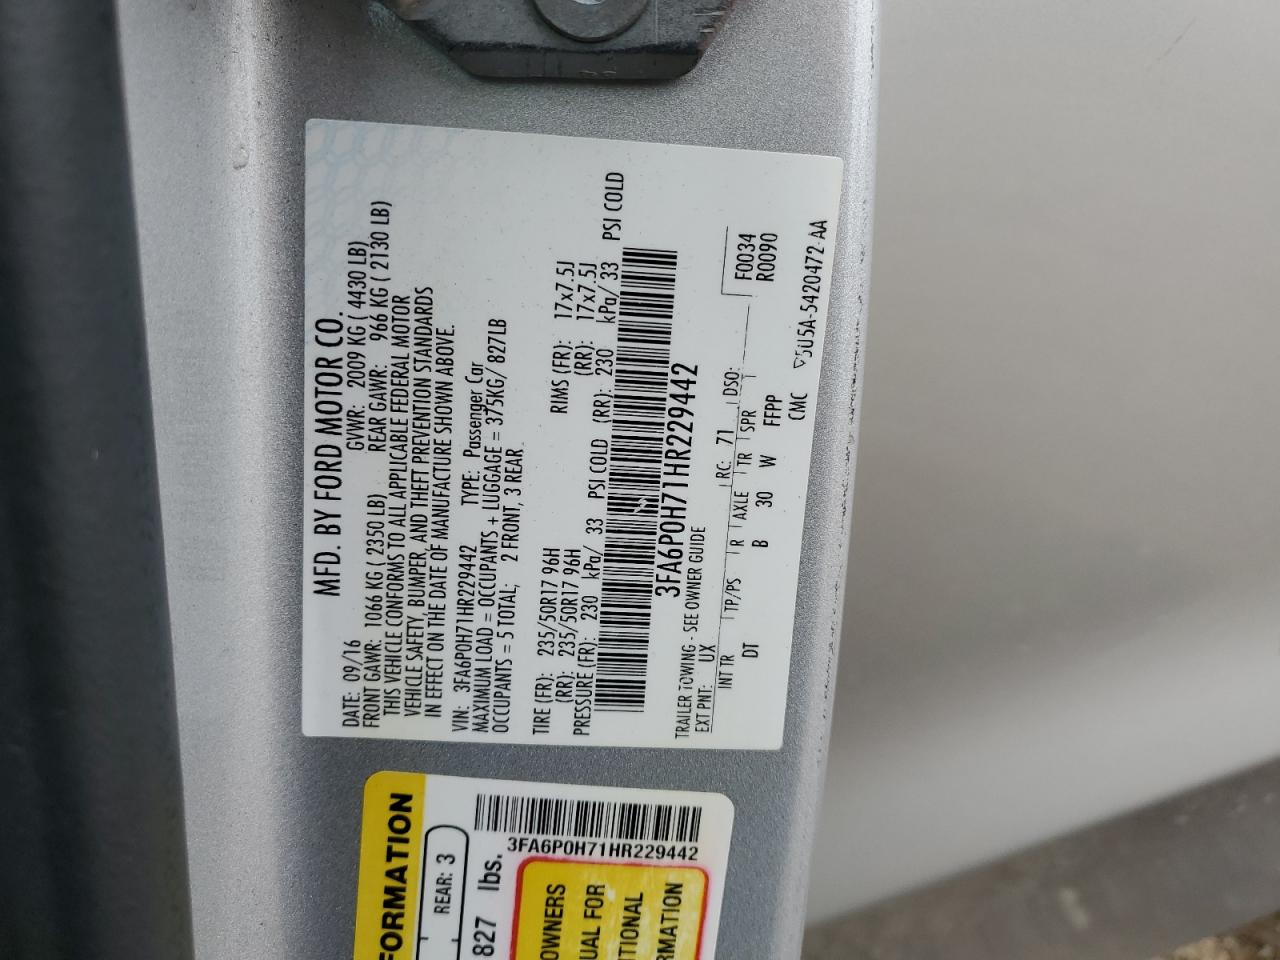 MFD. BY FORD MOTOR CO.
DATE: 09/16 GVWR: 2009 KG ( 4430 LB)
FRONT GAWR: 1066 KG ( 2350 LB) REAR GAWR: 966 KG ( 2130 LB)
THIS VEHICLE CONFORMS TO ALL APPLICABLE FEDERAL MOTOR
VEHICLE SAFETY, BUMPER, AND THEFT PREVENTION STANDARDS
IN EFFECT ON THE DATE OF MANUFACTURE SHOWN ABOVE.
VIN: 3FA6P0H71HR229442 TYPE: Passenger Car
MAXIMUM LOAD = OCCUPANTS + LUGGAGE = 375KG/ 827LB
OCCUPANTS = 5 TOTAL; 2 FRONT, 3 REAR
TIRE (FR): 235/50R17 96H RIMS (FR): 17x7.5J
(RR): 235/50R17 96H (RR): 17x7.5J
PRESSURE (FR): 230 kPa/ 33 PSI COLD (RR): 230 kPa/ 33 PSI COLD
3FA6P0H71HR229442
TRAILER TOWING - SEE OWNER GUIDE F0034
EXT PNT: UX RC: 71 DSO: R0090
INT TR TP/PS R AXLE TR SPR
DT B 30 W FFPP
CMC
5U5A-5420472-AA
FORMATION
REAR: 3
827 lbs.
3FA6P0H71HR229442
OWNERS
UAL FOR
TIONAL
RMATION